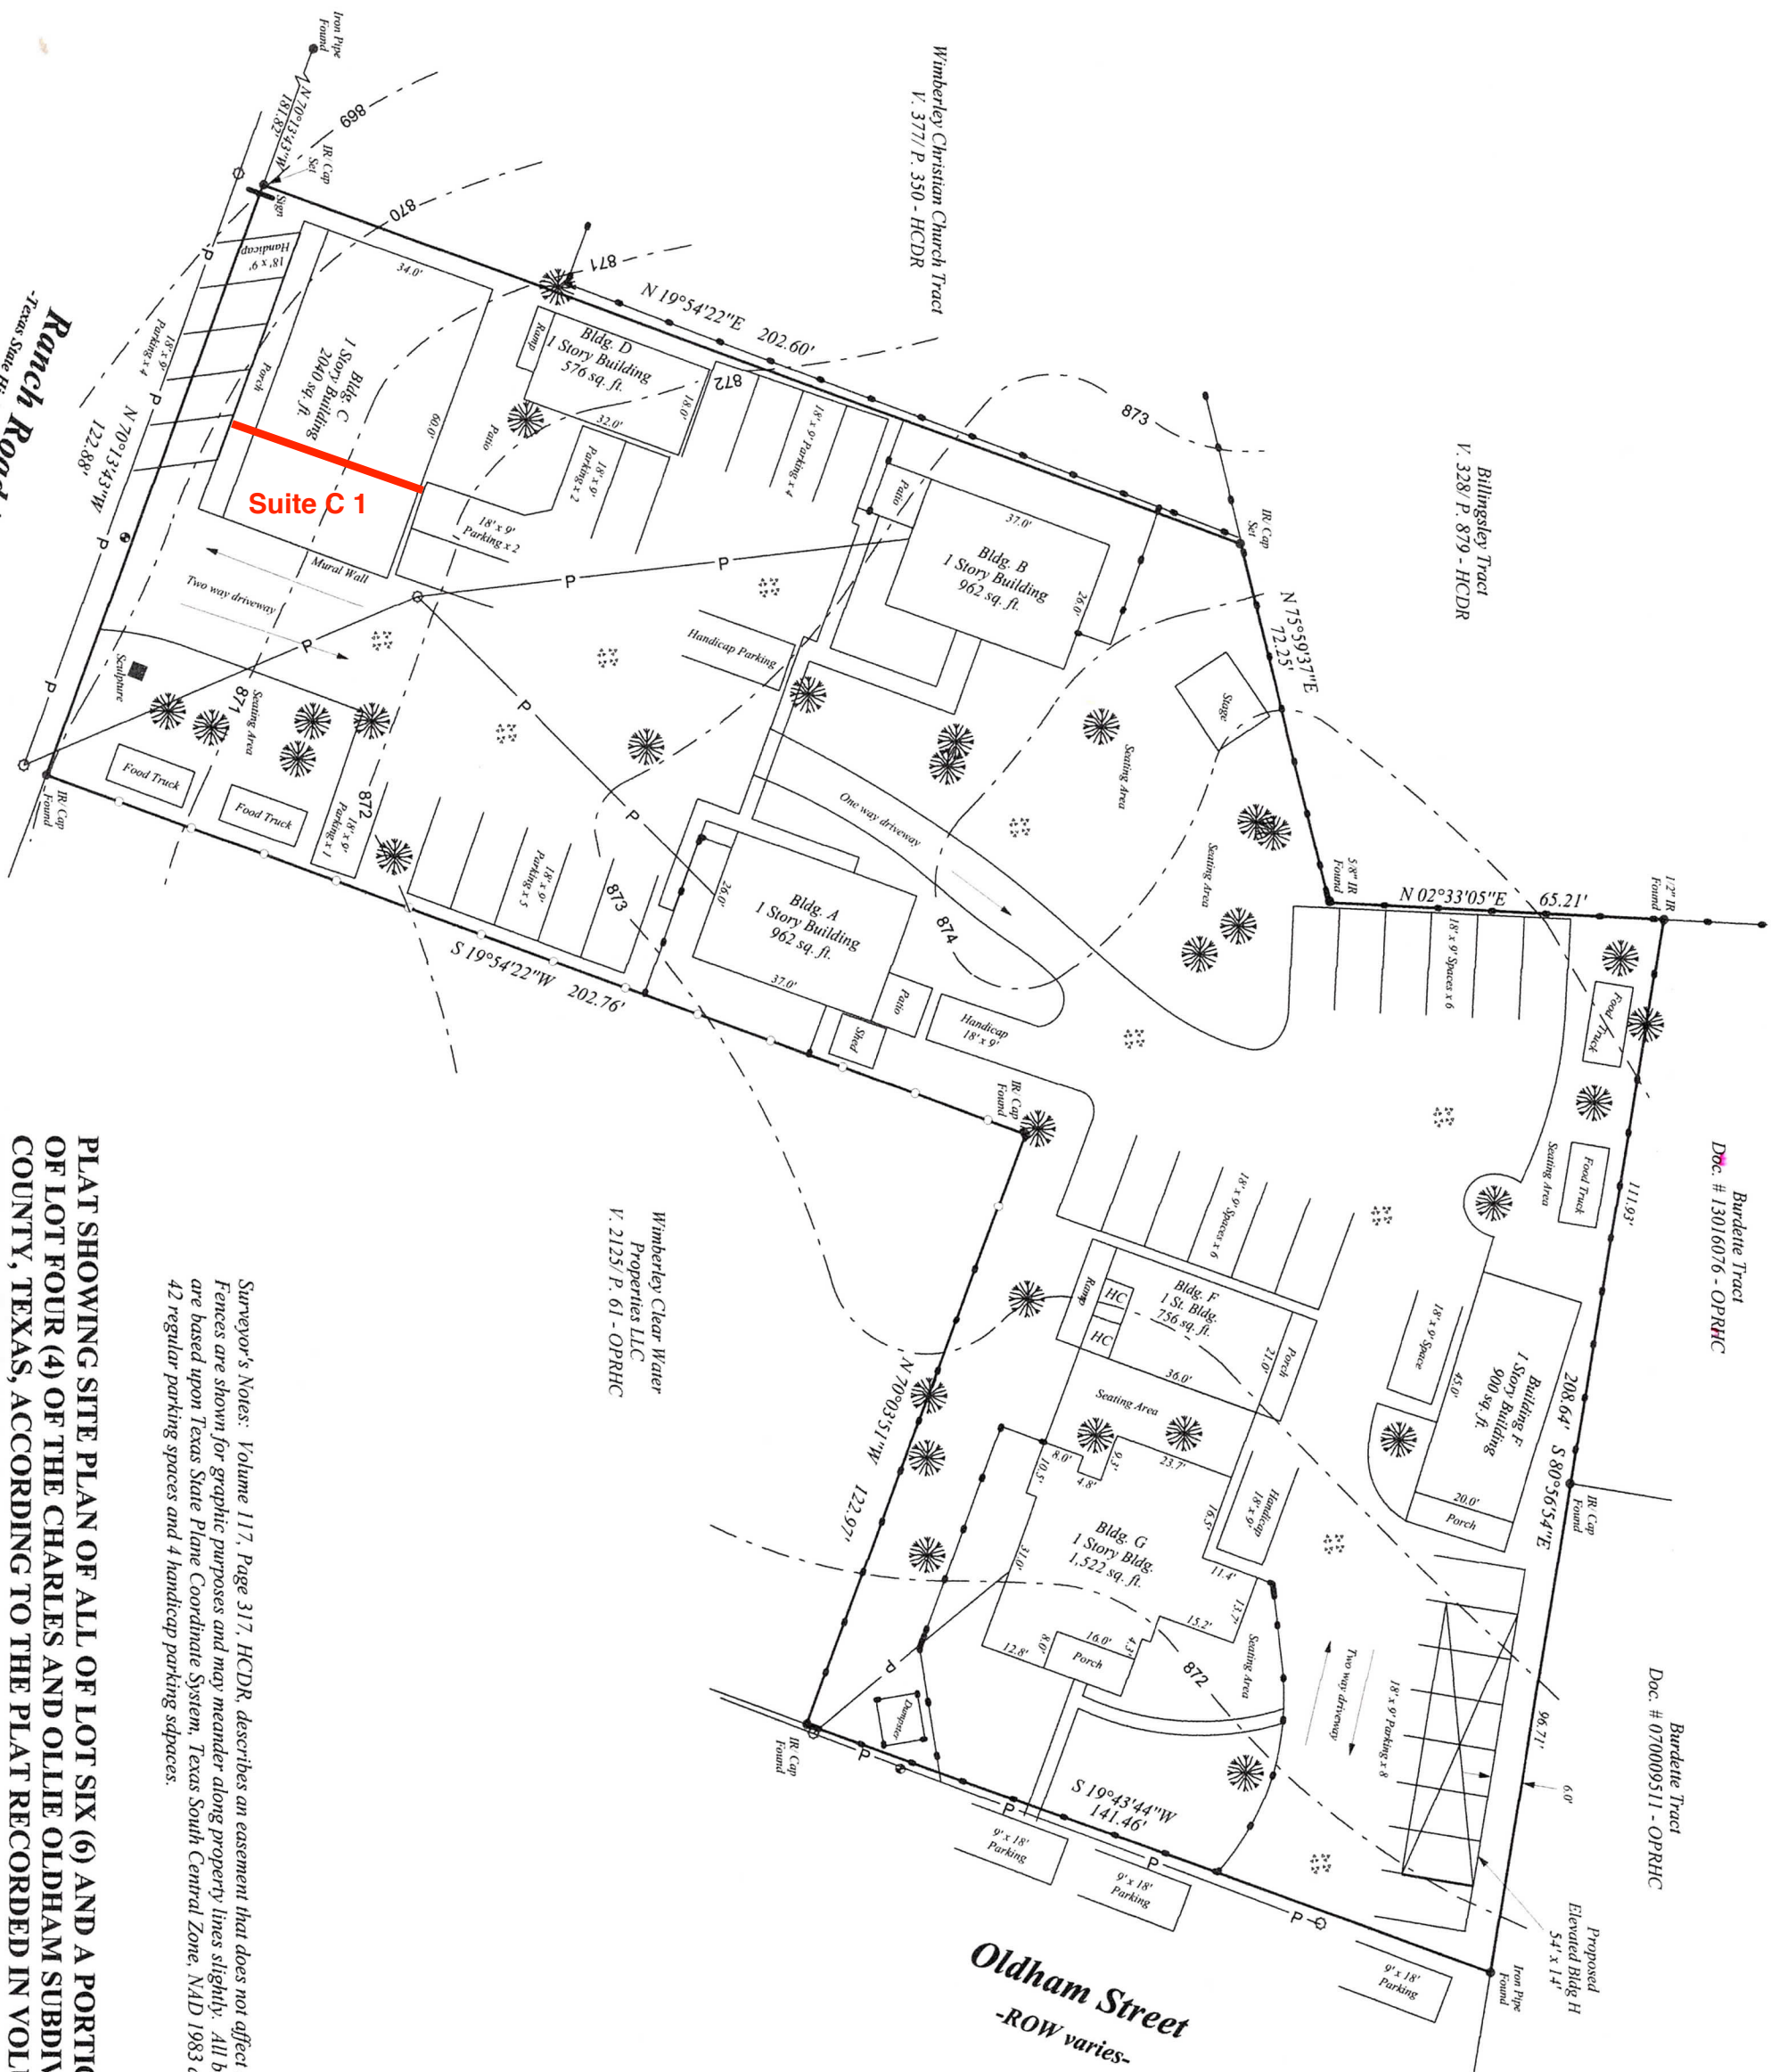 Iron Pipe
Found
N 70°13'43"W
181.82'
869
IR/ Cap
Set
Sign
870
871
Wimberley Christian Church Tract
V. 377/ P. 350 - HCDR
N 19°54'22"E 202.60'
Handicap
18' x 9'
34.0'
18' x 9'
Parking x 4
Porch
Bldg. C
1 Story Building
2040 sq. ft.
60.0'
Ramp
Bldg. D
1 Story Building
576 sq. ft.
18.0'
32.0'
Patio
872
18' x 9' Parking x 4
18' x 9'
Parking x 2
873
Billingsley Tract
V. 328/ P. 879 - HCDR
Ranch Road
-Texas State
N 70°13'43"W
122.88'
P
P
P
P
Suite C 1
18' x 9'
Parking x 2
Mural Wall
Two way driveway
P
P
P
P
P
Patio
37.0'
Bldg. B
1 Story Building
962 sq. ft.
26.0'
IR/ Cap
Set
N 75°59'37"E
72.25'
Stage
Handicap Parking
Sculpture
871
Seating Area
Food Truck
Food Truck
872
18' x 9'
Parking x 1
IR/ Cap
Found
18' x 9'
Parking x 5
873
S 19°54'22"W 202.76'
One way driveway
Seating Area
Seating Area
26.0'
Bldg. A
1 Story Building
962 sq. ft.
37.0'
Patio
Shed
Handicap
18' x 9'
874
5/8" IR
Found
N 02°33'05"E 65.21'
1/2" IR
Found
18' x 9' Spaces x 6
Food Truck
Food Truck
Seating Area
111.93'
Burdette Tract
Doc. # 13016076 - OPRHC
IR/ Cap
Found
18' x 9' Spaces x 6
Wimberley Clear Water
Properties LLC
V. 2125/ P. 61 - OPRHC
Ramp
HC
HC
Bldg. F
1 St. Bldg.
756 sq. ft.
21.0'
Porch
36.0'
Seating Area
18' x 9' Space
45.0'
Building F
1 Story Building
900 sq. ft.
20.0'
Porch
208.64' S 80°56'54"E
IR/ Cap
Found
N 70°03'51"W 122.97'
8.0'
9.3'
4.8'
23.7'
10.5'
16.5'
Handicap
18' x 9'
Bldg. G
1 Story Bldg.
1,522 sq. ft.
31.0'
11.4'
13.7'
15.2'
4.3'
16.0'
8.0'
12.8'
Porch
Seating Area
872
Two way driveway
18' x 9' Parking x 8
96.71'
6.0'
Burdette Tract
Doc. # 07009511 - OPRHC
P
Dumpster
IR/ Cap
Found
P
P
P
P
S 19°43'44"W
141.46'
9' x 18'
Parking
9' x 18'
Parking
9' x 18'
Parking
Proposed
Elevated Bldg H
54' x 14'
Iron Pipe
Found
Oldham Street
-ROW varies-
Surveyor's Notes: Volume 117, Page 317, HCDR, describes an easement that does not affect
Fences are shown for graphic purposes and may meander along property lines slightly. All b
are based upon Texas State Plane Coordinate System, Texas South Central Zone, NAD 1983
42 regular parking spaces and 4 handicap parking sdpaces.
PLAT SHOWING SITE PLAN OF ALL OF LOT SIX (6) AND A PORTIO
OF LOT FOUR (4) OF THE CHARLES AND OLLIE OLDHAM SUBDIV
COUNTY, TEXAS, ACCORDING TO THE PLAT RECORDED IN VOLU